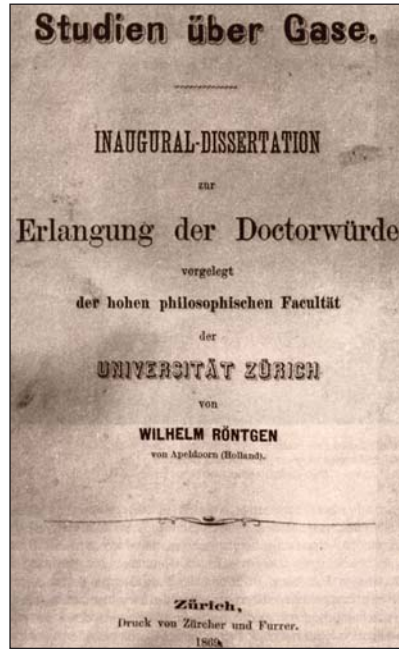 Studien über Gase.
INAUGURAL-DISSERTATION
zur
Erlangung der Doctorwürde
vorgelegt
der hohen philosophischen Facultät
der
UNIVERSITÄT ZÜRICH
von
WILHELM RÖNTGEN
von Apeldoorn (Holland).
Zürich,
Druck von Zürcher und Furrer.
1869.